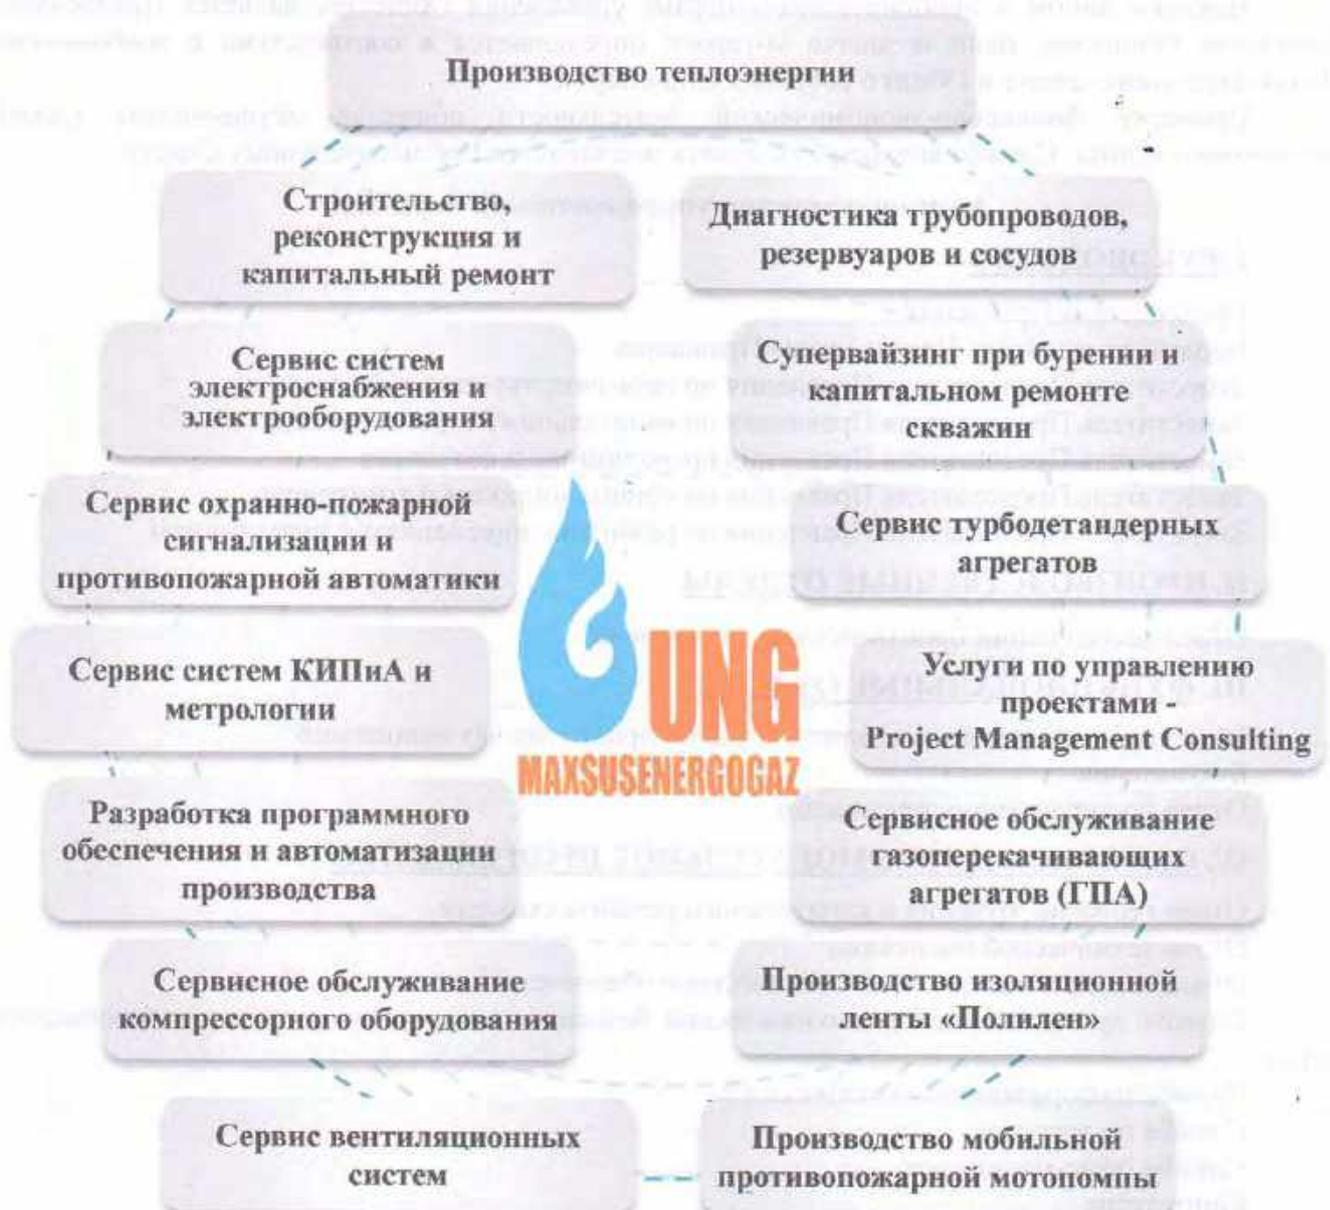 Производство теплоэнергии
Строительство,
реконструкция и
капитальный ремонт
Диагностика трубопроводов,
резервуаров и сосудов
Сервис систем
электроснабжения и
электрооборудования
Супервайзинг при бурении и
капитальном ремонте
скважин
Сервис охранно-пожарной
сигнализации и
противопожарной автоматики
Сервис турбодетандерных
агрегатов
Сервис систем КИПиА и
метрологии
UNG
MAXSUSENERGOGAZ
Услуги по управлению
проектами -
Project Management Consulting
Разработка программного
обеспечения и автоматизации
производства
Сервисное обслуживание
газоперекачивающих
агрегатов (ГПА)
Сервисное обслуживание
компрессорного оборудования
Производство изоляционной
ленты «Полилен»
Сервис вентиляционных
систем
Производство мобильной
противопожарной мотопомпы